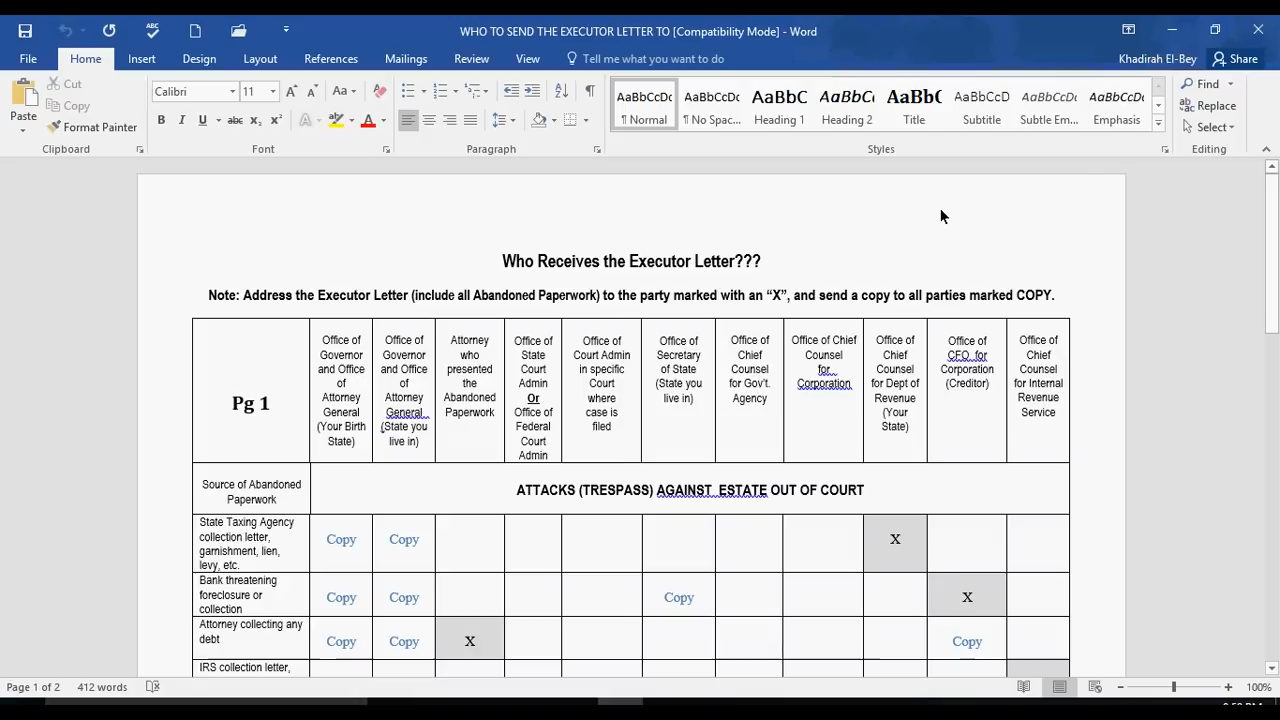 WHO TO SEND THE EXECUTOR LETTER TO [Compatibility Mode] - Word
File Home Insert Design Layout References Mailings Review View Tell me what you want to do Khadirah El-Bey Share
Paste
Cut
Copy
Format Painter
Clipboard
Calibri 11
Aa
B I U abc x₂ x²
A
Font
Paragraph
AaBbCcDc AaBbCcDc AaBbC AaBbCc AaBb( AaBbCcD AaBbCcDc AaBbCcDc
¶ Normal ¶ No Spac... Heading 1 Heading 2 Title Subtitle Subtle Em... Emphasis
Styles
Find
Replace
Select
Editing
Who Receives the Executor Letter???
Note: Address the Executor Letter (include all Abandoned Paperwork) to the party marked with an “X”, and send a copy to all parties marked COPY.
Pg 1
Office of
Governor
and Office
of
Attorney
General
(Your Birth
State)
Office of
Governor
and Office
of
Attorney
General
(State you
live in)
Attorney
who
presented
the
Abandoned
Paperwork
Office of
State
Court
Admin
Or
Office of
Federal
Court
Admin
Office of
Court Admin
in specific
Court
where
case is
filed
Office of
Secretary
of State
(State you
live in)
Office of
Chief
Counsel
for Gov't.
Agency
Office of Chief
Counsel
for
Corporation
Office of
Chief
Counsel
for Dept of
Revenue
(Your
State)
Office of
CFO for
Corporation
(Creditor)
Office of
Chief
Counsel
for Internal
Revenue
Service
Source of Abandoned
Paperwork
ATTACKS (TRESPASS) AGAINST ESTATE OUT OF COURT
State Taxing Agency
collection letter,
garnishment, lien,
levy, etc.
Copy Copy X
Bank threatening
foreclosure or
collection
Copy Copy Copy X
Attorney collecting any
debt
Copy Copy X Copy
IRS collection letter,
Page 1 of 2 412 words 100%